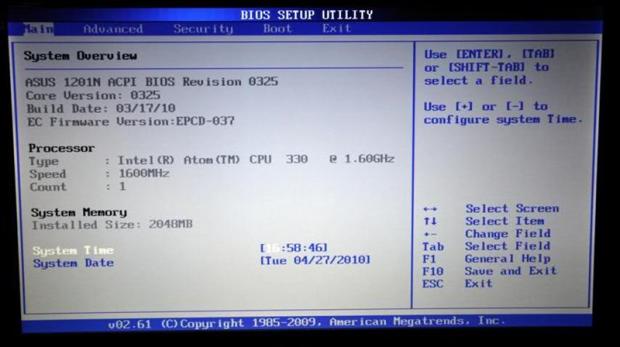 BIOS SETUP UTILITY
Main Advanced Security Boot Exit
System Overview
ASUS 1201N ACPI BIOS Revision 0325
Core Version: 0325
Build Date: 03/17/10
EC Firmware Version:EPCD-037
Processor
Type : Intel(R) Atom(TM) CPU 330 @ 1.60GHz
Speed : 1600MHz
Count : 1
System Memory
Installed Size: 2048MB
System Time [16:58:46]
System Date [Tue 04/27/2010]
Use [ENTER], [TAB]
or [SHIFT-TAB] to
select a field.
Use [+] or [-] to
configure system Time.
←→ Select Screen
↑↓ Select Item
+- Change Field
Tab Select Field
F1 General Help
F10 Save and Exit
ESC Exit
v02.61 (C)Copyright 1985-2009, American Megatrends, Inc.